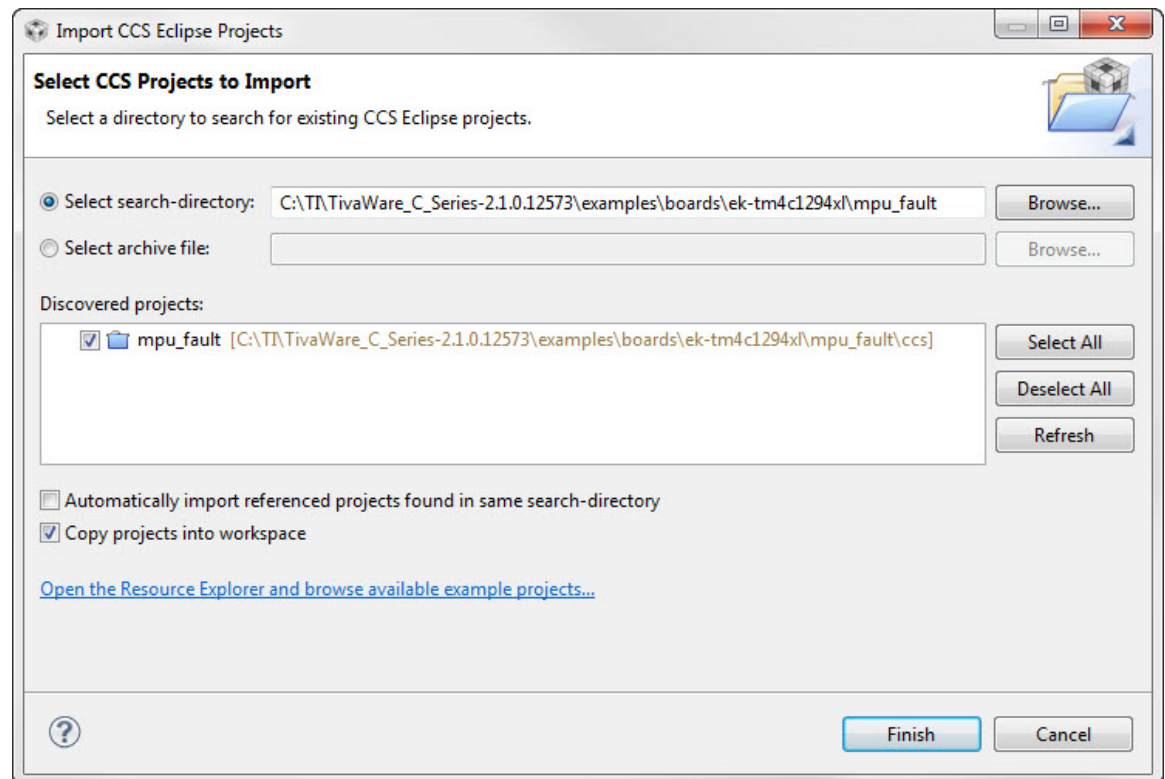 Import CCS Eclipse Projects
X
Select CCS Projects to Import
Select a directory to search for existing CCS Eclipse projects.
Select search-directory: C:\TI\TivaWare_C_Series-2.1.0.12573\examples\boards\ek-tm4c1294xl\mpu_fault Browse...
Select archive file: Browse...
Discovered projects:
mpu_fault [C:\TI\TivaWare_C_Series-2.1.0.12573\examples\boards\ek-tm4c1294xl\mpu_fault\ccs] Select All
Deselect All
Refresh
Automatically import referenced projects found in same search-directory
Copy projects into workspace
Open the Resource Explorer and browse available example projects...
? Finish Cancel